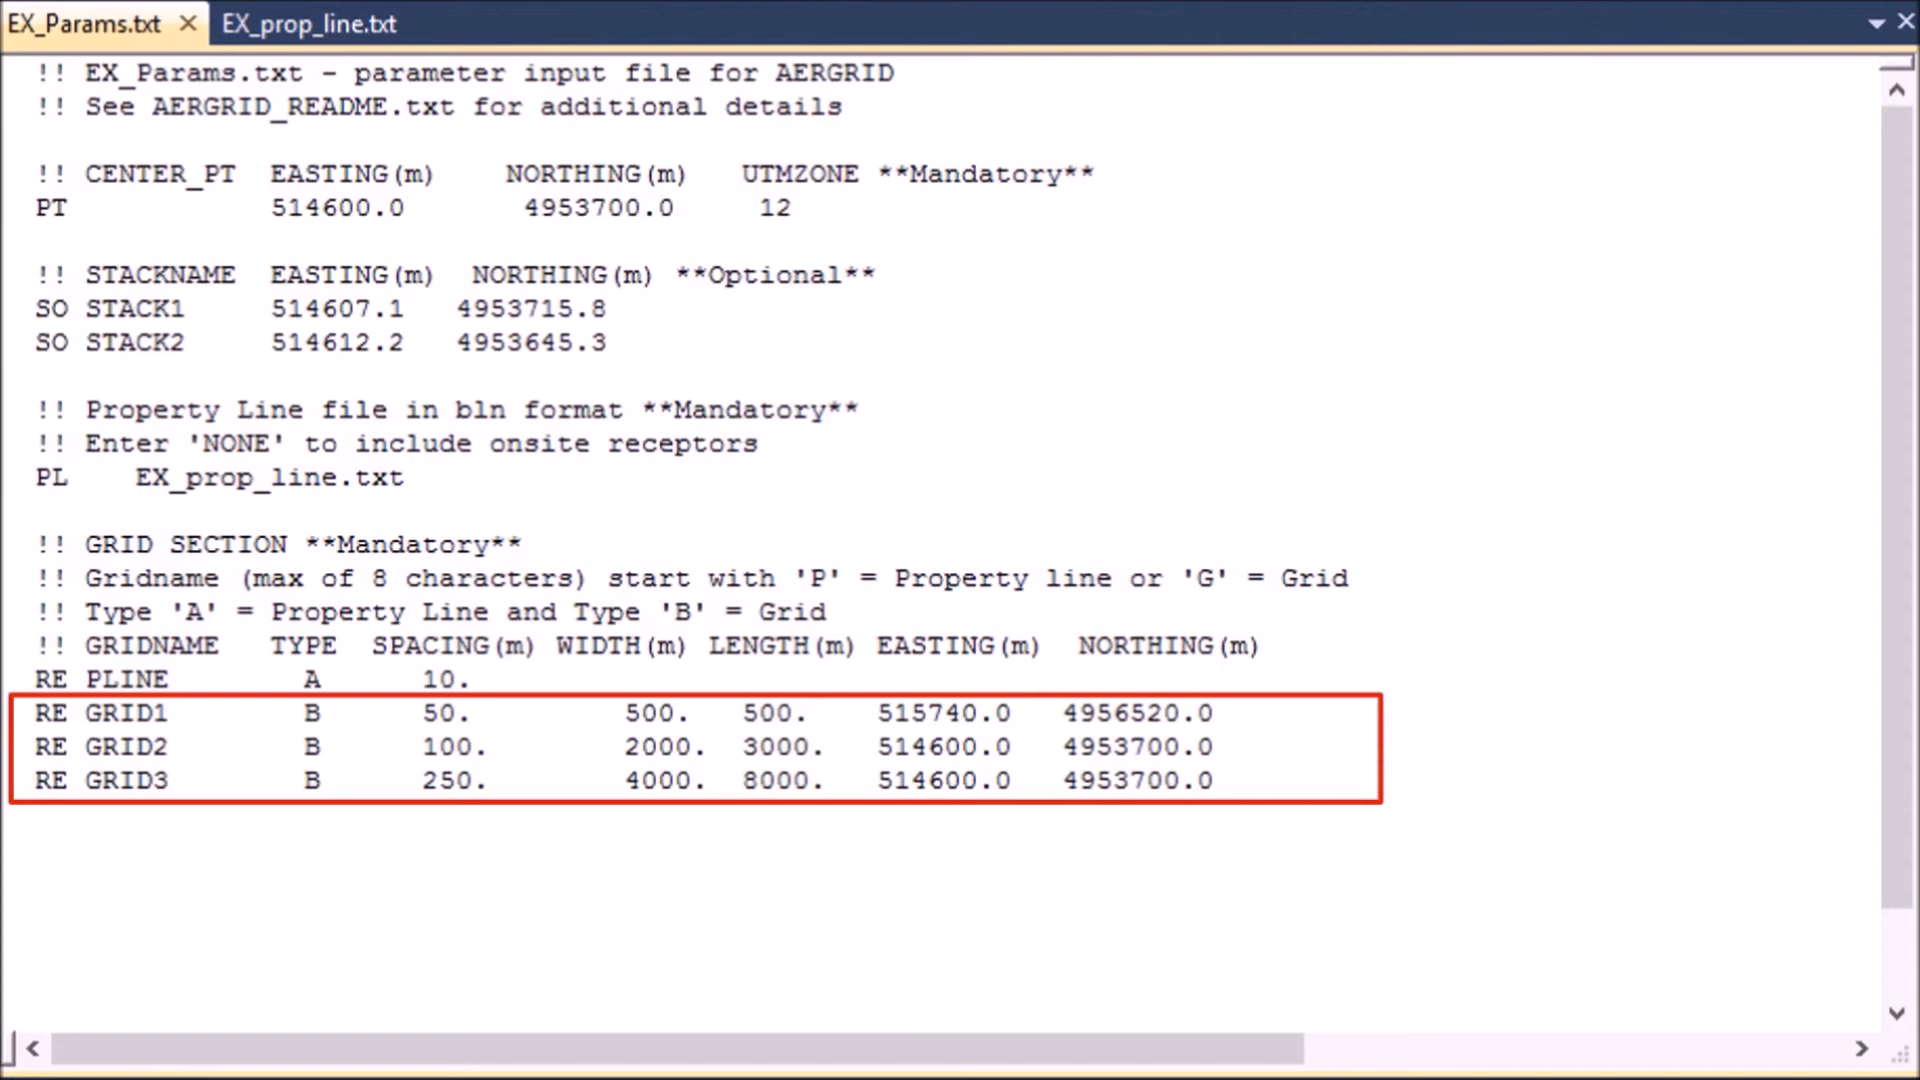 EX_Params.txt EX_prop_line.txt
!! EX_Params.txt - parameter input file for AERGRID
!! See AERGRID_README.txt for additional details
!! CENTER_PT EASTING(m) NORTHING(m) UTMZONE **Mandatory**
PT 514600.0 4953700.0 12
!! STACKNAME EASTING(m) NORTHING(m) **Optional**
SO STACK1 514607.1 4953715.8
SO STACK2 514612.2 4953645.3
!! Property Line file in bln format **Mandatory**
!! Enter 'NONE' to include onsite receptors
PL EX_prop_line.txt
!! GRID SECTION **Mandatory**
!! Gridname (max of 8 characters) start with 'P' = Property line or 'G' = Grid
!! Type 'A' = Property Line and Type 'B' = Grid
!! GRIDNAME TYPE SPACING(m) WIDTH(m) LENGTH(m) EASTING(m) NORTHING(m)
RE PLINE A 10.
RE GRID1 B 50. 500. 500. 515740.0 4956520.0
RE GRID2 B 100. 2000. 3000. 514600.0 4953700.0
RE GRID3 B 250. 4000. 8000. 514600.0 4953700.0